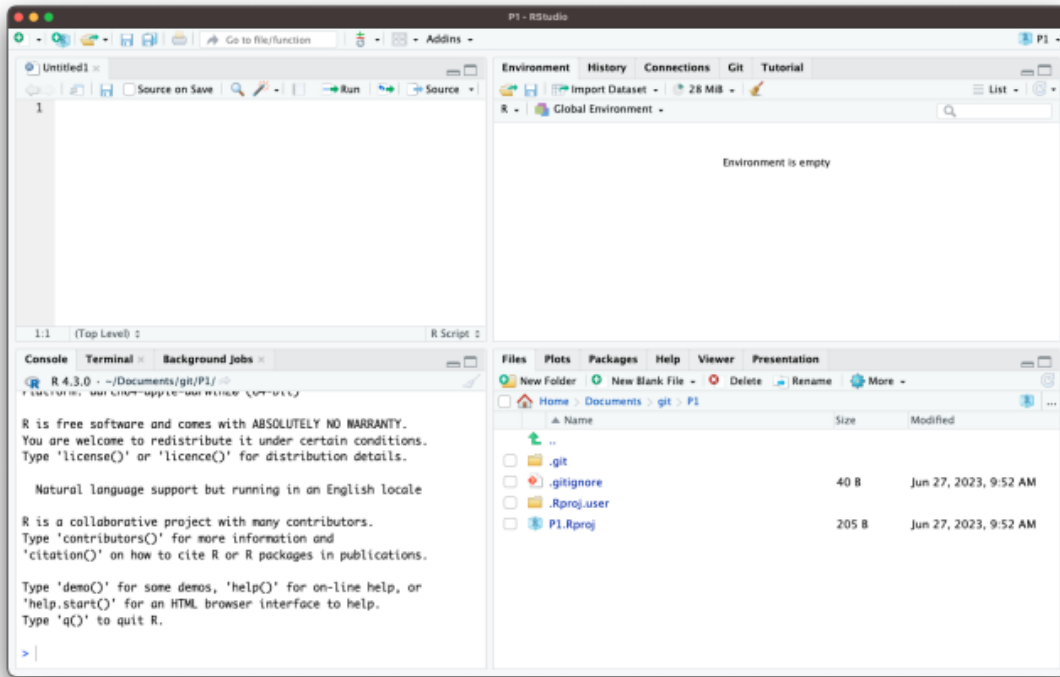 P1 - RStudio
Go to file/function
Addins
P1
Untitled1
Source on Save
Run
Source
1
1:1 (Top Level)
R Script
Environment History Connections Git Tutorial
Import Dataset 28 MiB List
R Global Environment
Environment is empty
Console Terminal Background Jobs
R 4.3.0 · ~/Documents/git/P1/
R is free software and comes with ABSOLUTELY NO WARRANTY.
You are welcome to redistribute it under certain conditions.
Type 'license()' or 'licence()' for distribution details.
Natural language support but running in an English locale
R is a collaborative project with many contributors.
Type 'contributors()' for more information and
'citation()' on how to cite R or R packages in publications.
Type 'demo()' for some demos, 'help()' for on-line help, or
'help.start()' for an HTML browser interface to help.
Type 'q()' to quit R.
>
Files Plots Packages Help Viewer Presentation
New Folder New Blank File Delete Rename More
Home > Documents > git > P1 ...
Name Size Modified
..
.git
.gitignore 40 B Jun 27, 2023, 9:52 AM
.Rproj.user
P1.Rproj 205 B Jun 27, 2023, 9:52 AM